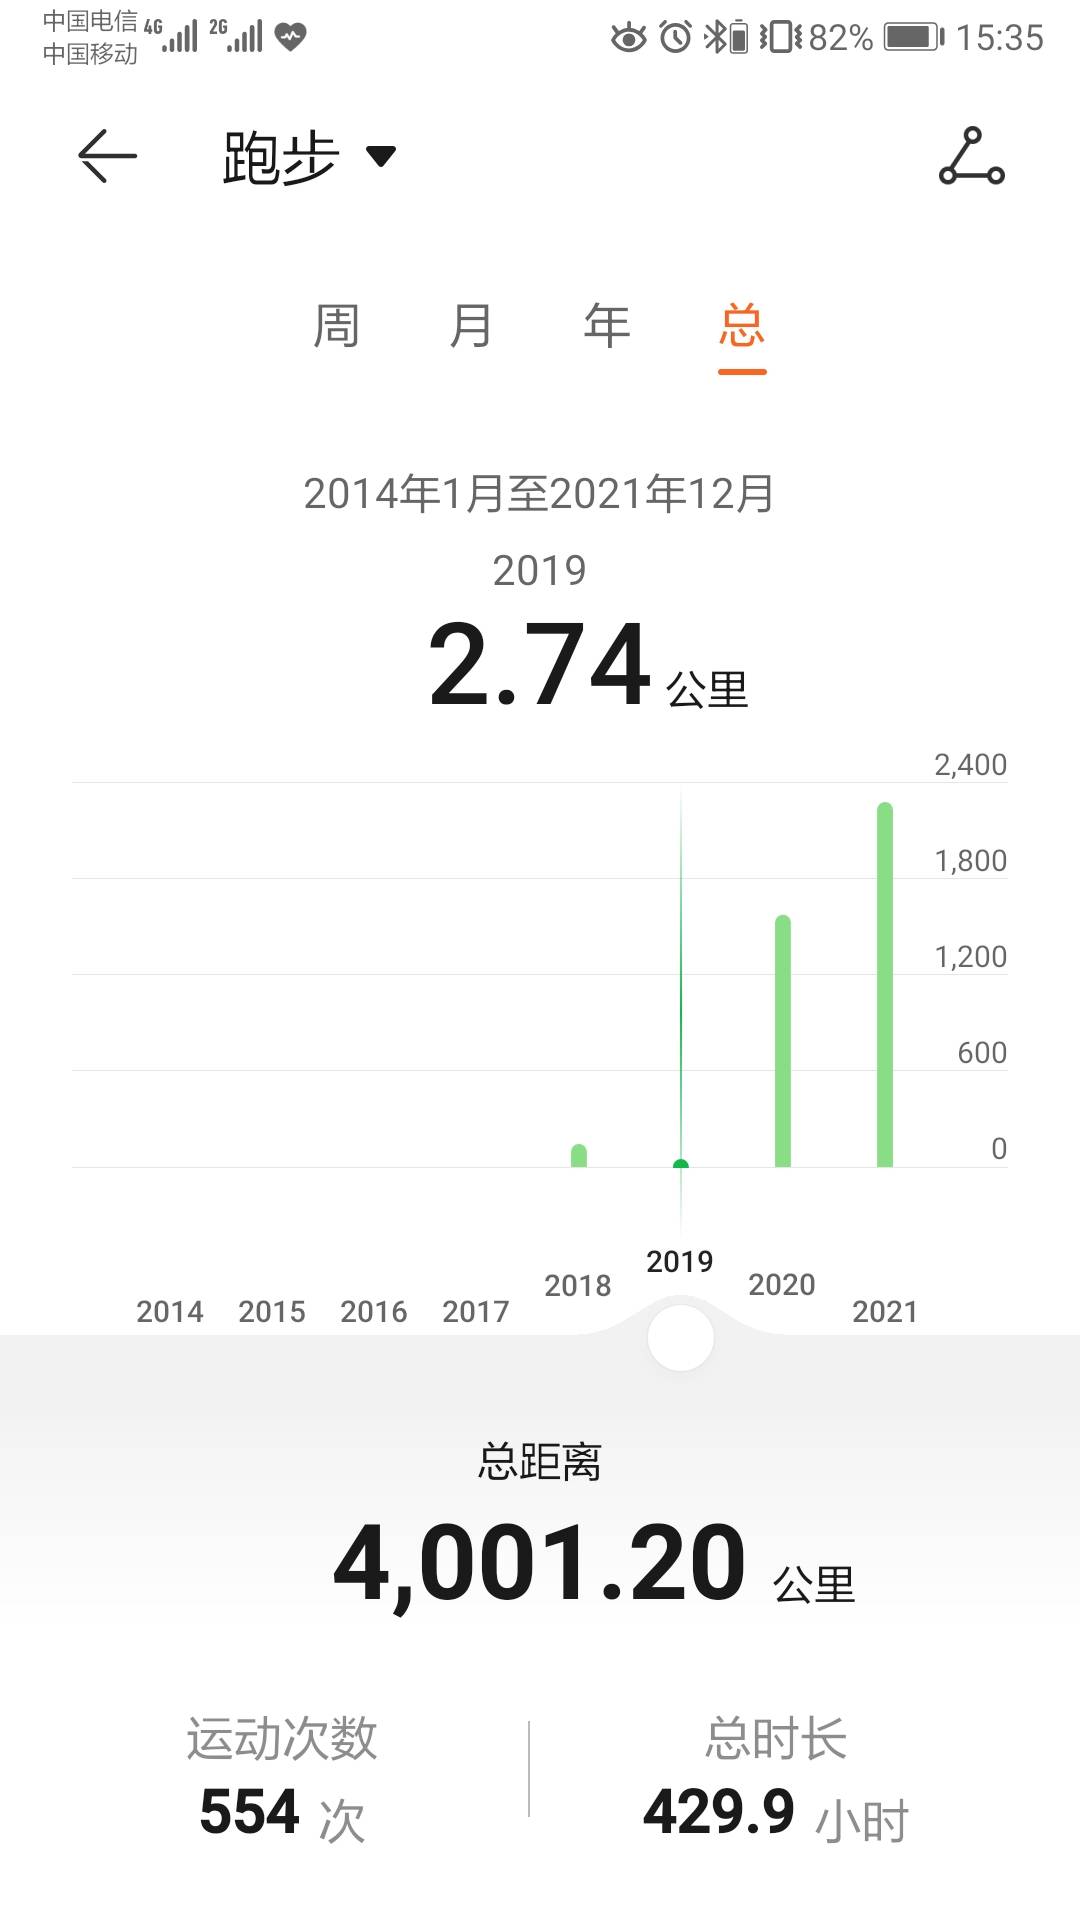 中国电信 4G 2G 82% 15:35
中国移动
跑步
周 月 年 总
2014年1月至2021年12月
2019
2.74 公里
2,400
1,800
1,200
600
0
2014 2015 2016 2017 2018 2019 2020 2021
总距离
4,001.20 公里
运动次数 总时长
554 次 429.9 小时